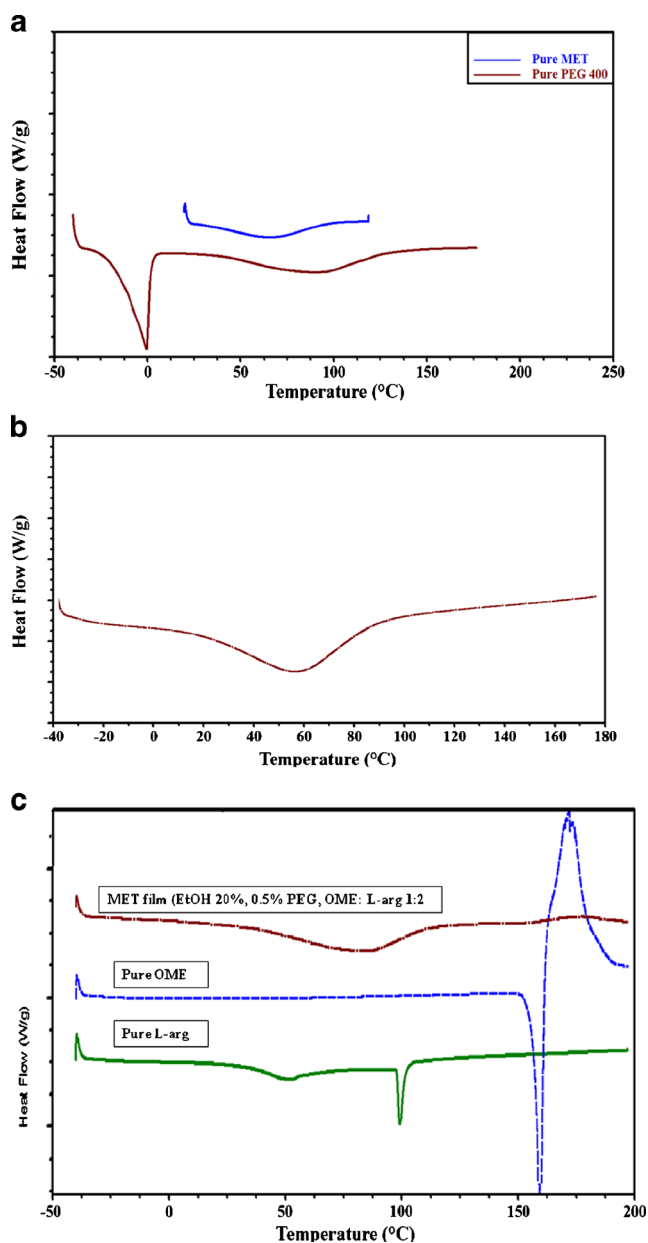 a
Pure MET
Pure PEG 400
Heat Flow (W/g)
-50 0 50 100 150 200 250
Temperature (°C)
b
Heat Flow (W/g)
-40 -20 0 20 40 60 80 100 120 140 160 180
Temperature (°C)
c
MET film (EtOH 20%, 0.5% PEG, OME: L-arg 1:2
Pure OME
Pure L-arg
Heat Flow (W/g)
-50 0 50 100 150 200
Temperature (°C)